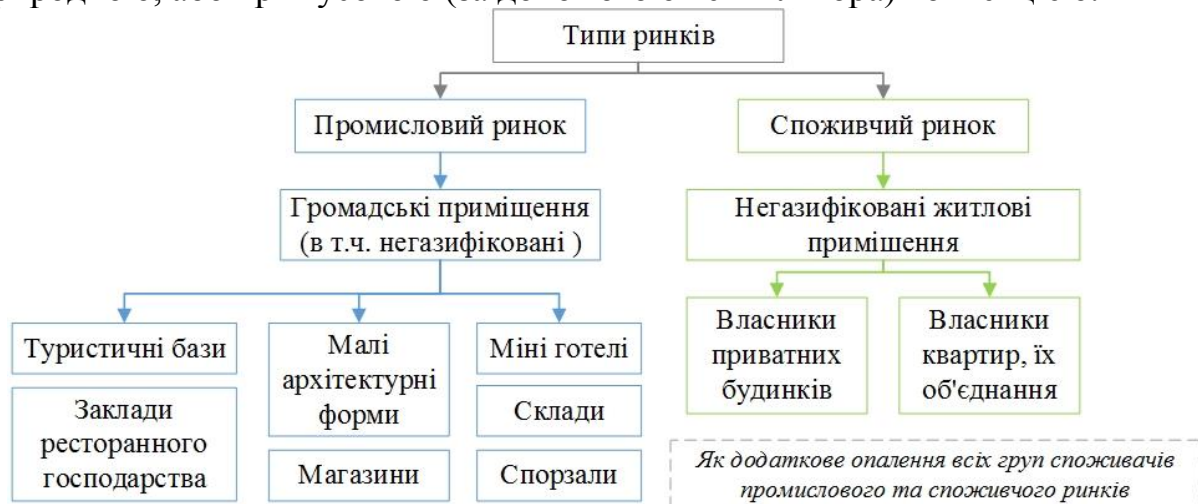 Типи ринків
Промисловий ринок
Споживчий ринок
Громадські приміщення
(в т.ч. негазифіковані )
Негазифіковані житлові
примішення
Туристичні бази
Малі
архітектурні
форми
Міні готелі
Власники
приватних
будинків
Власники
квартир, їх
об'єднання
Заклади
ресторанного
господарства
Склади
Магазини
Спорзали
Як додаткове опалення всіх груп споживачів
промислового та споживчого ринків